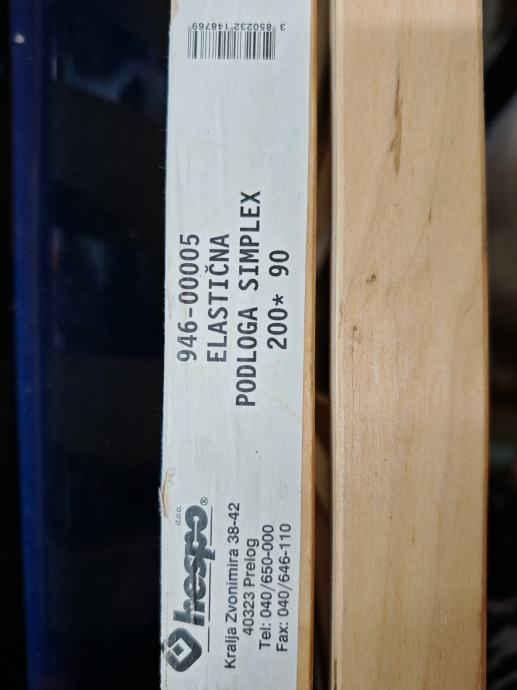 hespo® d.o.o.
Kralja Zvonimira 38-42
40323 Prelog
Tel: 040/650-000
Fax: 040/646-110
946-00005
ELASTIČNA
PODLOGA SIMPLEX
200* 90
3 850232 148769